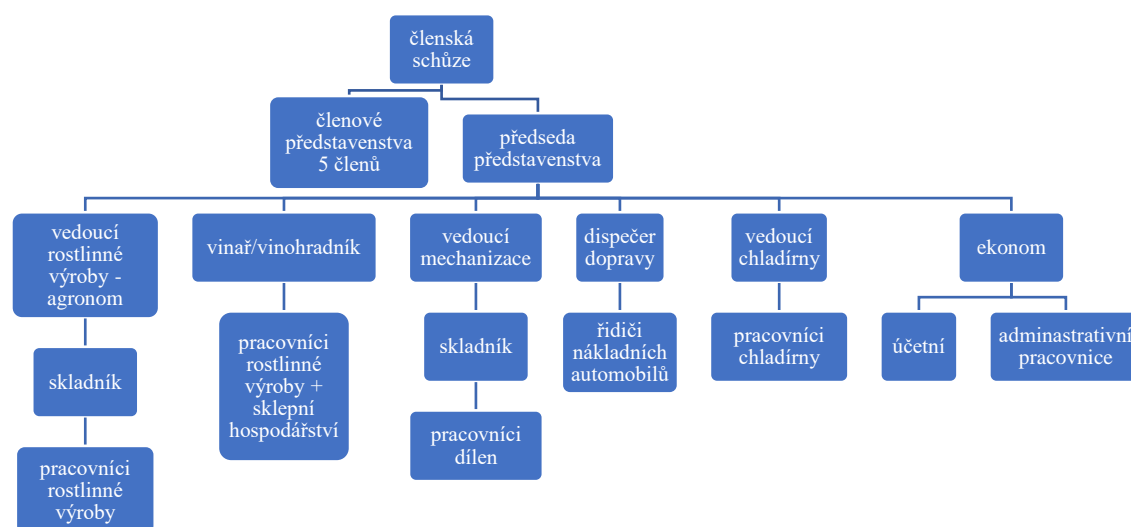 členská
schůze
členové
představenstva
5 členů
předseda
představenstva
vedoucí
rostlinné
výroby -
agronom
vinař/vinohradník
vedoucí
mechanizace
dispečer
dopravy
vedoucí
chladírny
ekonom
skladník
pracovníci
rostlinné
výroby +
sklepní
hospodářství
skladník
řidiči
nákladních
automobilů
pracovníci
chladírny
účetní
adminastrativní
pracovnice
pracovníci
rostlinné
výroby
pracovníci
dílen